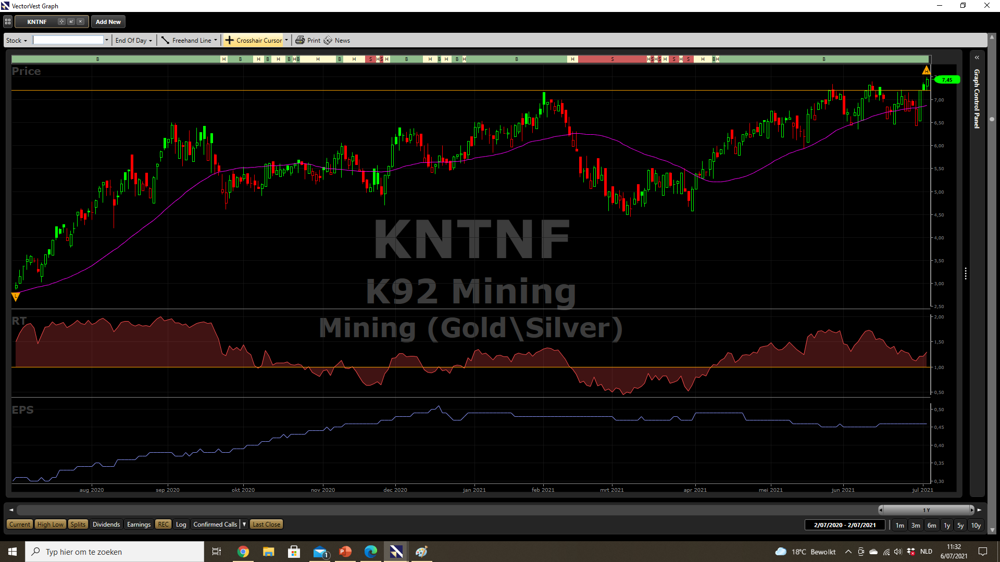 VectorVest Graph
KNTNF Add New
Stock End Of Day Freehand Line Crosshair Cursor Print News
B H B H B H B H B H B H S H S H B H B H B H B H S H S H S H S H S H B H B
Price
H
7,45
7,00
6,50
6,00
5,50
5,00
4,50
4,00
3,50
3,00
2,50
L
KNTNF
K92 Mining
Mining (Gold\Silver)
RT
2,00
1,50
1,00
0,50
EPS
0,50
0,45
0,40
0,35
0,30
aug 2020 sep 2020 okt 2020 nov 2020 dec 2020 jan 2021 feb 2021 mrt 2021 apr 2021 mei 2021 jun 2021 jul 2021
Graph Control Panel
1 Y
Current High Low Splits Dividends Earnings REC Log Confirmed Calls Last Close
2/07/2020 - 2/07/2021 1m 3m 6m 1y 5y 10y
Typ hier om te zoeken
1
18°C Bewolkt NLD
11:32
6/07/2021